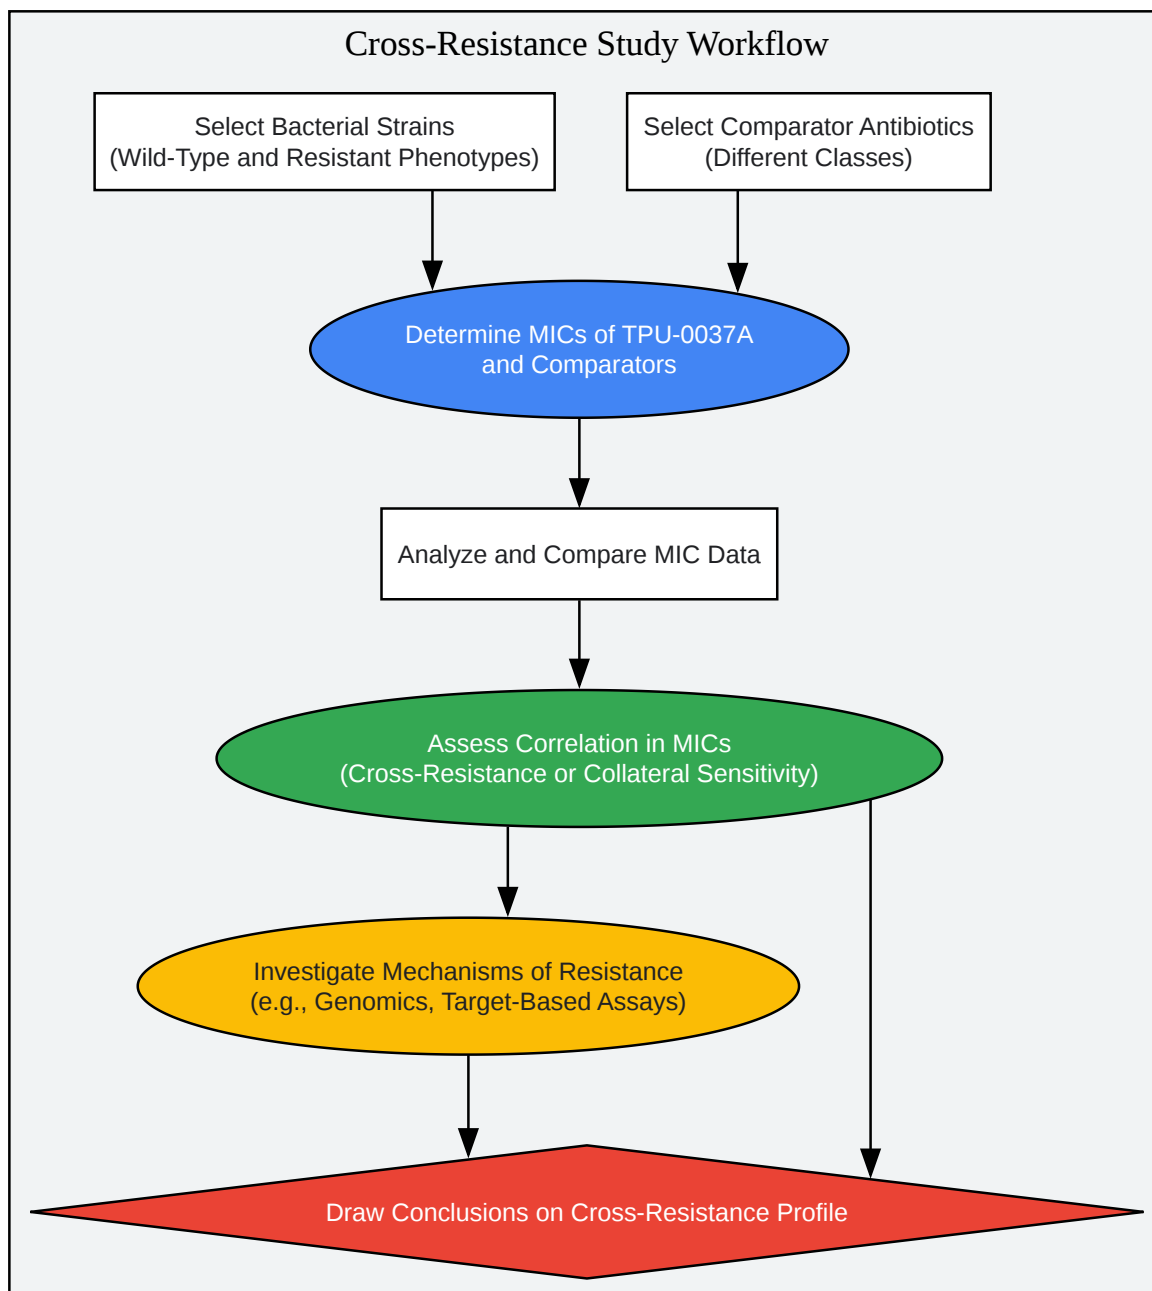 Cross-Resistance Study Workflow
Select Bacterial Strains
(Wild-Type and Resistant Phenotypes)
Select Comparator Antibiotics
(Different Classes)
Determine MICs of TPU-0037A
and Comparators
Analyze and Compare MIC Data
Assess Correlation in MICs
(Cross-Resistance or Collateral Sensitivity)
Investigate Mechanisms of Resistance
(e.g., Genomics, Target-Based Assays)
Draw Conclusions on Cross-Resistance Profile